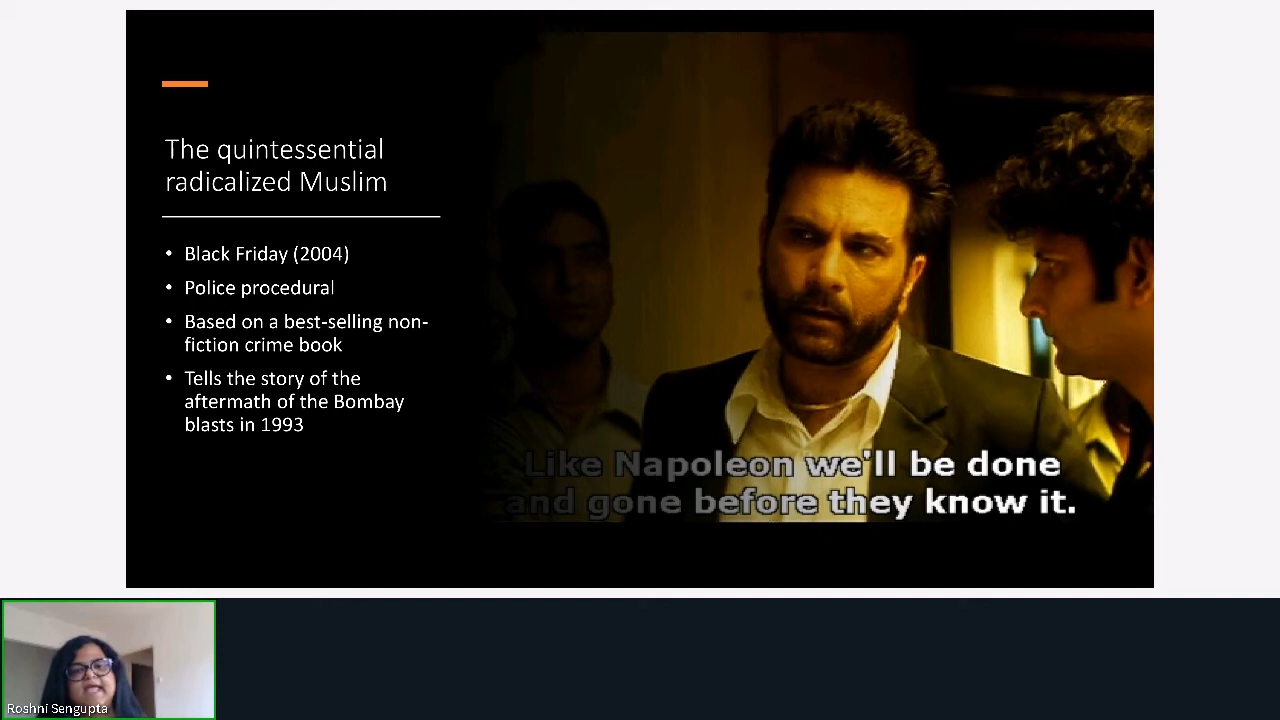 The quintessential
radicalized Muslim
• Black Friday (2004)
• Police procedural
• Based on a best-selling non-
fiction crime book
• Tells the story of the
aftermath of the Bombay
blasts in 1993
Like Napoleon we'll be done
and gone before they know it.
Roshni Sengupta